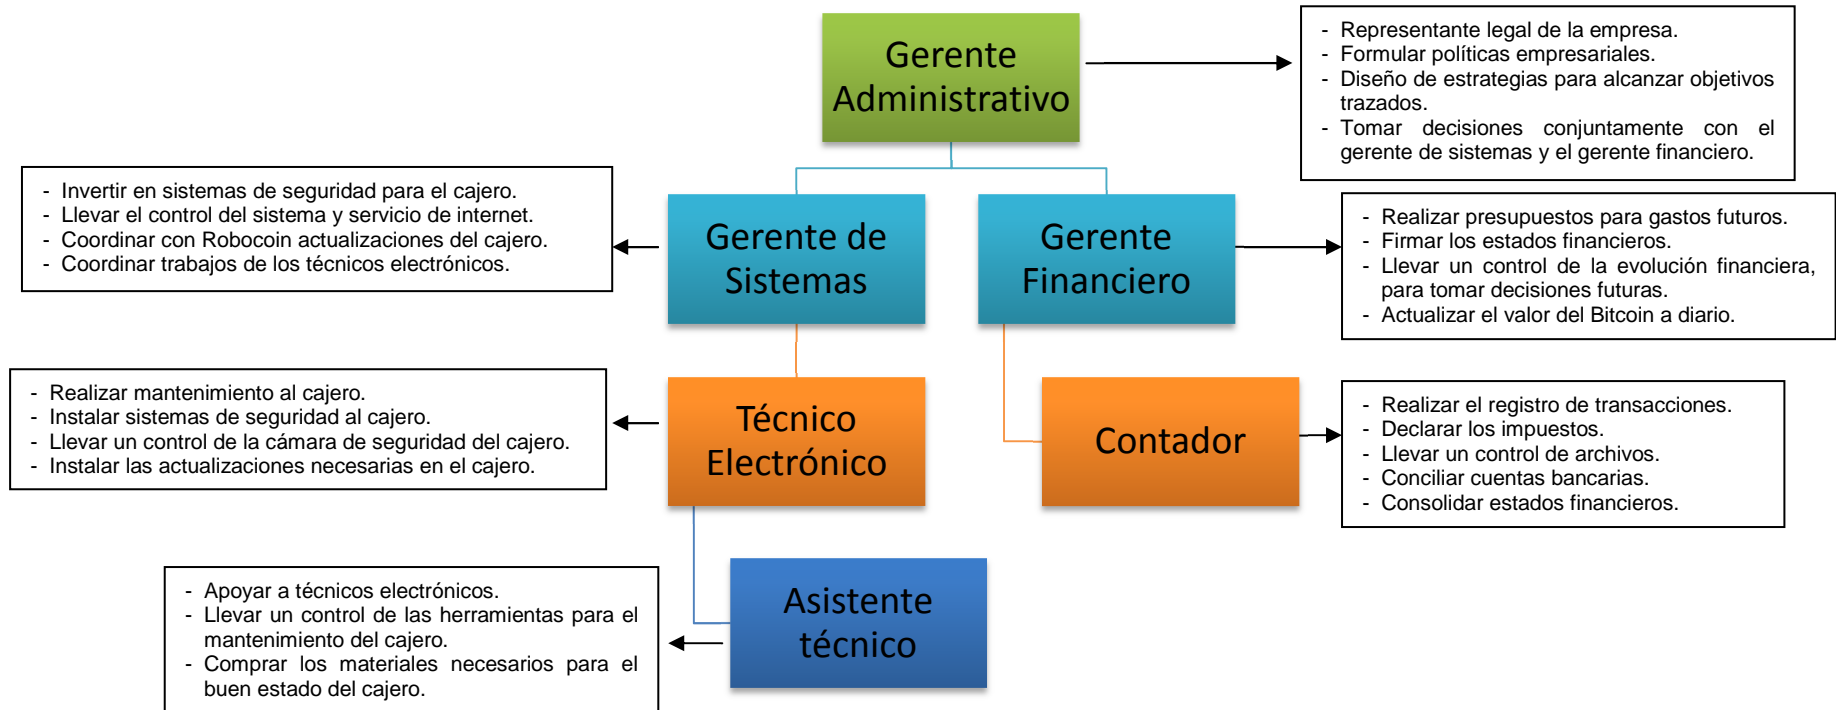 Gerente
Administrativo
- Representante legal de la empresa.
- Formular políticas empresariales.
- Diseño de estrategias para alcanzar objetivos
trazados.
- Tomar decisiones conjuntamente con el
gerente de sistemas y el gerente financiero.
- Invertir en sistemas de seguridad para el cajero.
- Llevar el control del sistema y servicio de internet.
- Coordinar con Robocoin actualizaciones del cajero.
- Coordinar trabajos de los técnicos electrónicos.
Gerente de
Sistemas
Gerente
Financiero
- Realizar presupuestos para gastos futuros.
- Firmar los estados financieros.
- Llevar un control de la evolución financiera,
para tomar decisiones futuras.
- Actualizar el valor del Bitcoin a diario.
- Realizar mantenimiento al cajero.
- Instalar sistemas de seguridad al cajero.
- Llevar un control de la cámara de seguridad del cajero.
- Instalar las actualizaciones necesarias en el cajero.
Técnico
Electrónico
Contador
- Realizar el registro de transacciones.
- Declarar los impuestos.
- Llevar un control de archivos.
- Conciliar cuentas bancarias.
- Consolidar estados financieros.
- Apoyar a técnicos electrónicos.
- Llevar un control de las herramientas para el
mantenimiento del cajero.
- Comprar los materiales necesarios para el
buen estado del cajero.
Asistente
técnico